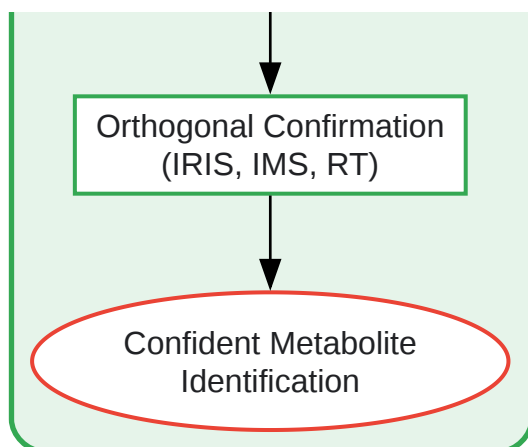 Orthogonal Confirmation
(IRIS, IMS, RT)
Confident Metabolite
Identification